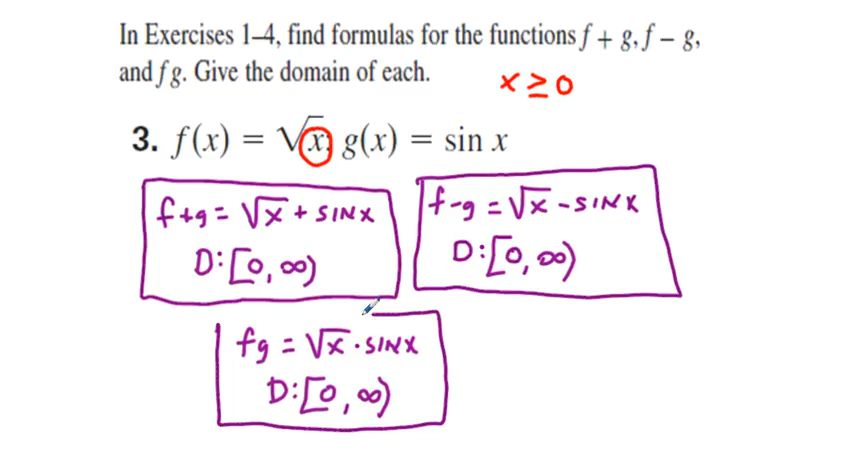 In Exercises 1–4, find formulas for the functions f + g, f − g,
and f g. Give the domain of each.
x ≥ 0
3. f(x) = √x; g(x) = sin x
f+g = √x + SINX
D:[0, ∞)
f-g = √x - SINX
D:[0, ∞)
fg = √x · SINX
D:[0, ∞)